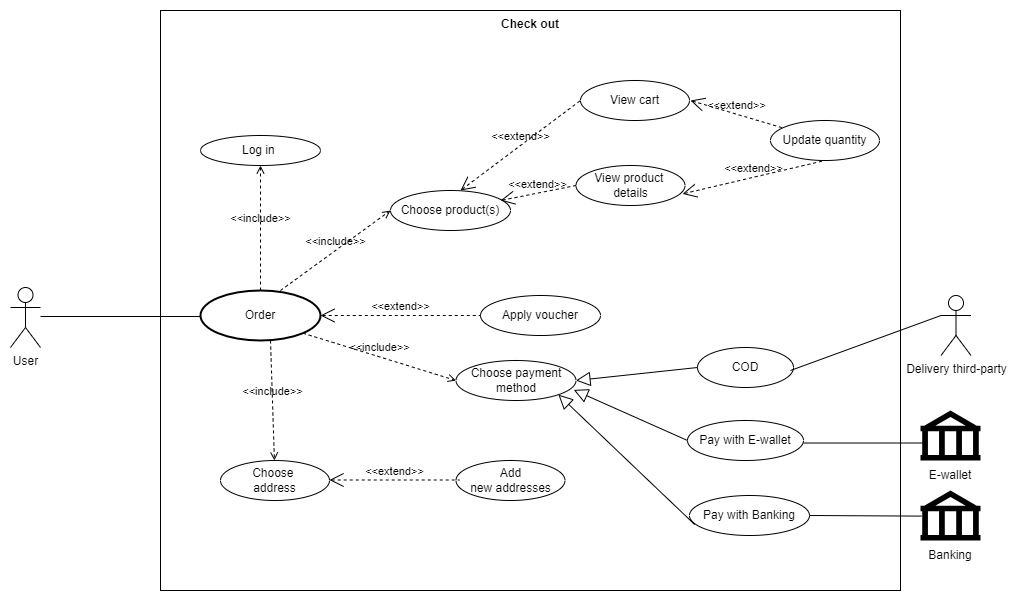 Check out
View cart
<<extend>>
Update quantity
<<extend>>
Log in
<<extend>>
View product
details
<<extend>>
Choose product(s)
<<include>>
<<include>>
Order
<<extend>>
Apply voucher
User
<<include>>
Choose payment
method
COD
Delivery third-party
<<include>>
Pay with E-wallet
E-wallet
Choose
address
<<extend>>
Add
new addresses
Pay with Banking
Banking